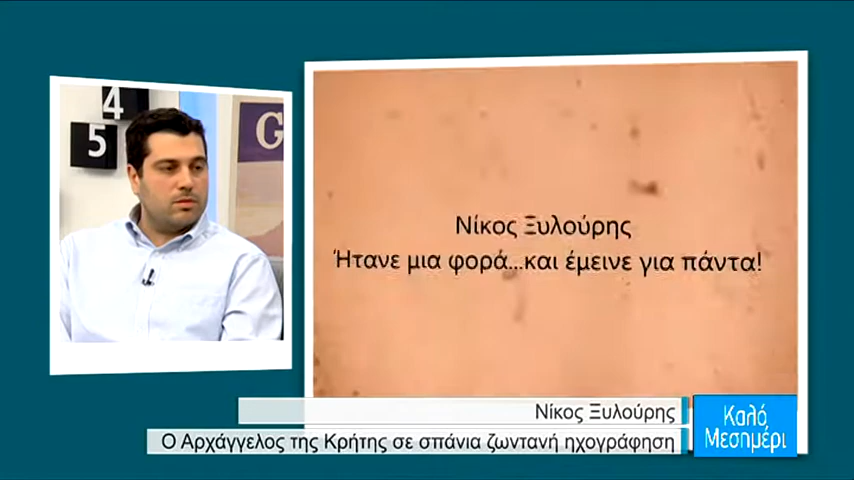 4
5
G
Νίκος Ξυλούρης
Ήτανε μια φορά...και έμεινε για πάντα!
Νίκος Ξυλούρης
Ο Αρχάγγελος της Κρήτης σε σπάνια ζωντανή ηχογράφηση
Καλό
Μεσημέρι